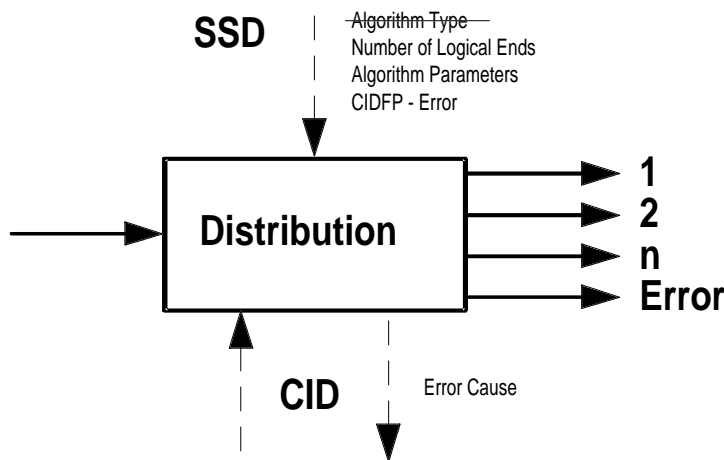 SSD
Algorithm Type
Number of Logical Ends
Algorithm Parameters
CIDFP - Error
Distribution
1
2
n
Error
CID
Error Cause